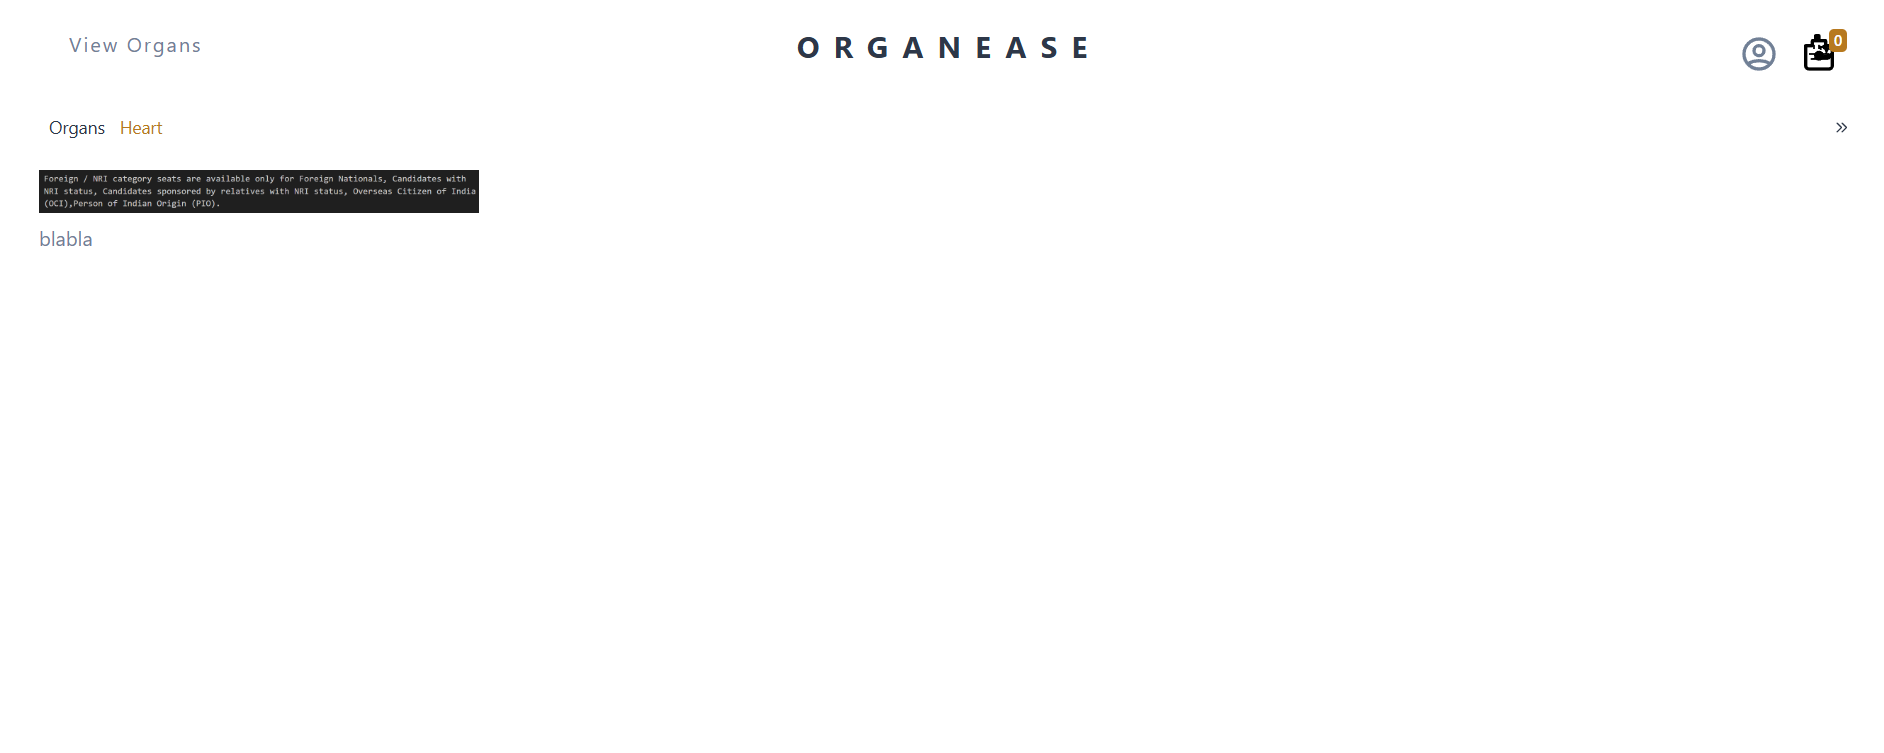 View Organs
ORGANEASE
0
Organs Heart
Foreign / NRI category seats are available only for Foreign Nationals, Candidates with
NRI status, Candidates sponsored by relatives with NRI status, Overseas Citizen of India
(OCI),Person of Indian Origin (PIO).
blabla